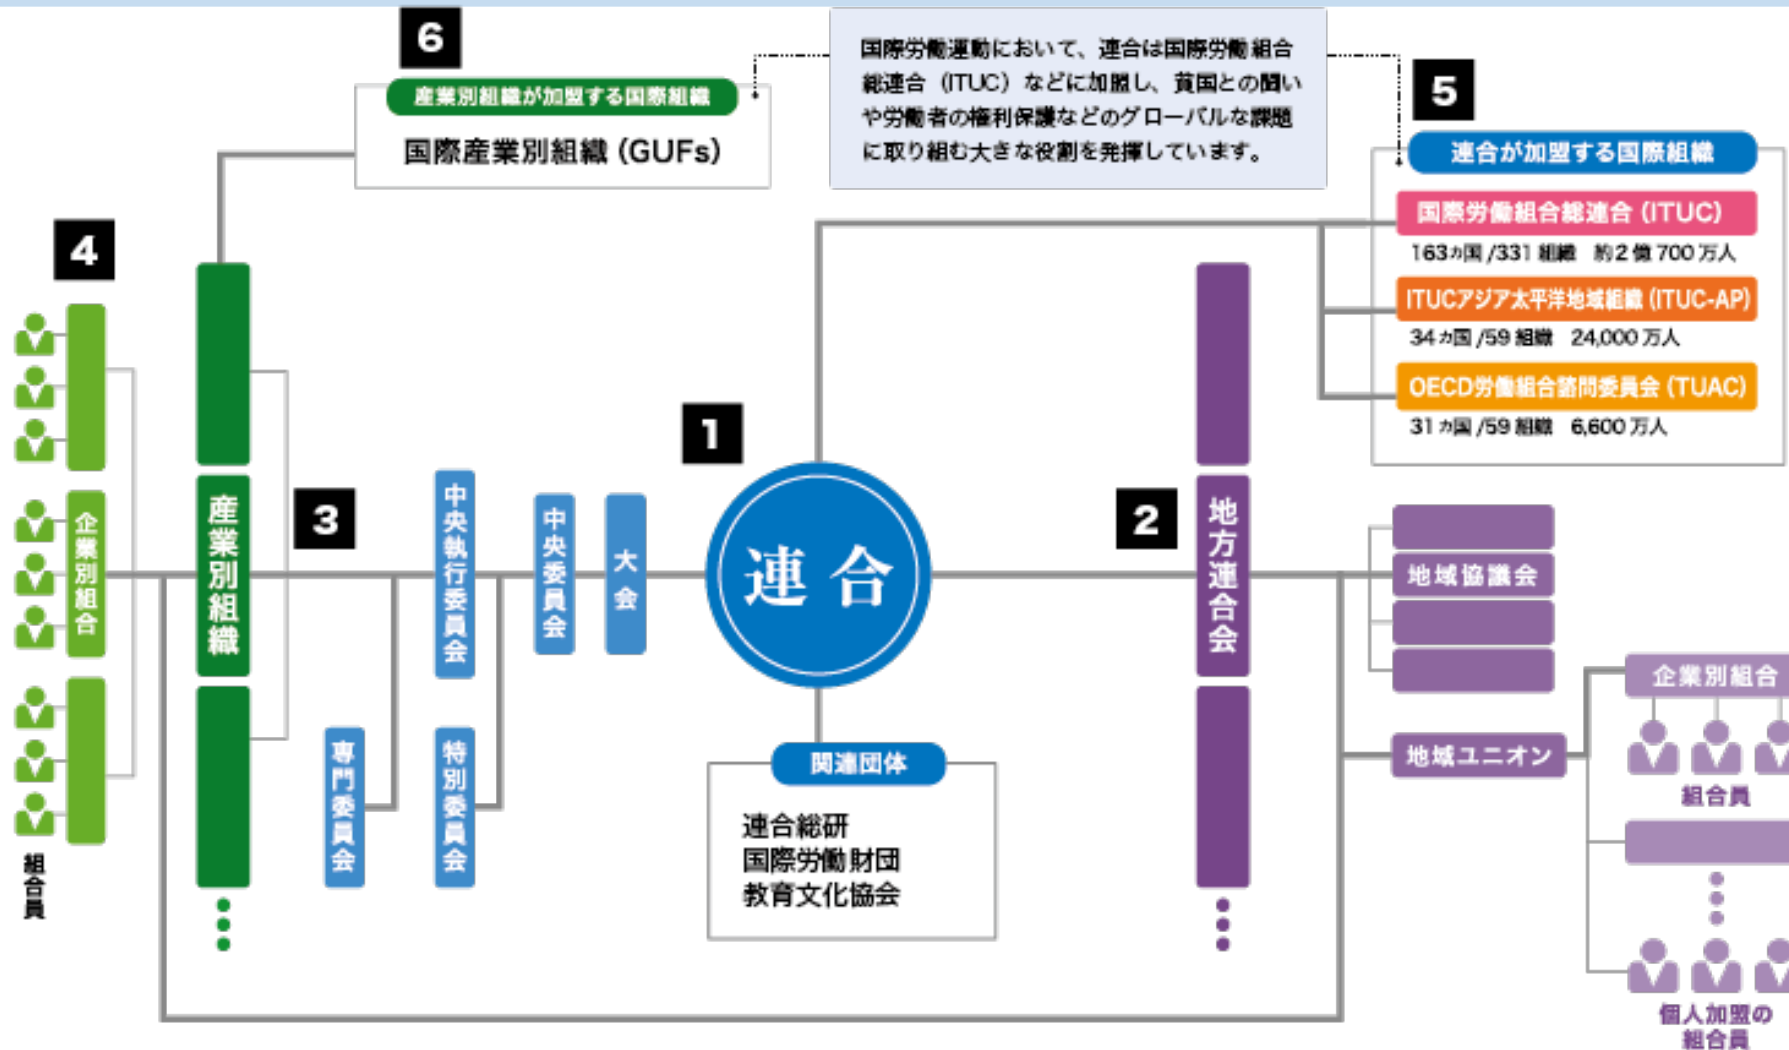 6
産業別組織が加盟する国際組織
国際産業別組織（GUFs）
国際労働運動において、連合は国際労働組合
総連合（ITUC）などに加盟し、貧国との闘い
や労働者の権利保護などのグローバルな課題
に取り組む大きな役割を発揮しています。
5
連合が加盟する国際組織
国際労働組合総連合（ITUC）
163カ国/331組織　約2億700万人
ITUCアジア太平洋地域組織（ITUC-AP）
34カ国/59組織　24,000万人
OECD労働組合諮問委員会（TUAC）
31カ国/59組織　6,600万人
4
企業別組合
組合員
産業別組織
3
中央執行委員会
中央委員会
大会
専門委員会
特別委員会
1
連合
関連団体
連合総研
国際労働財団
教育文化協会
2
地方連合会
地域協議会
地域ユニオン
企業別組合
組合員
個人加盟の
組合員